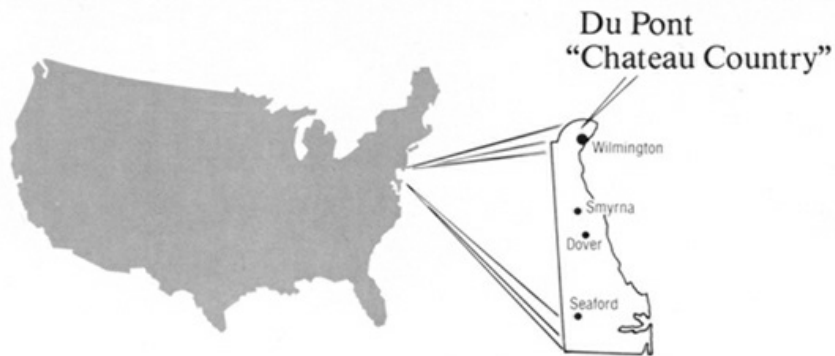 Du Pont
“Chateau Country”
Wilmington
Smyrna
Dover
Seaford